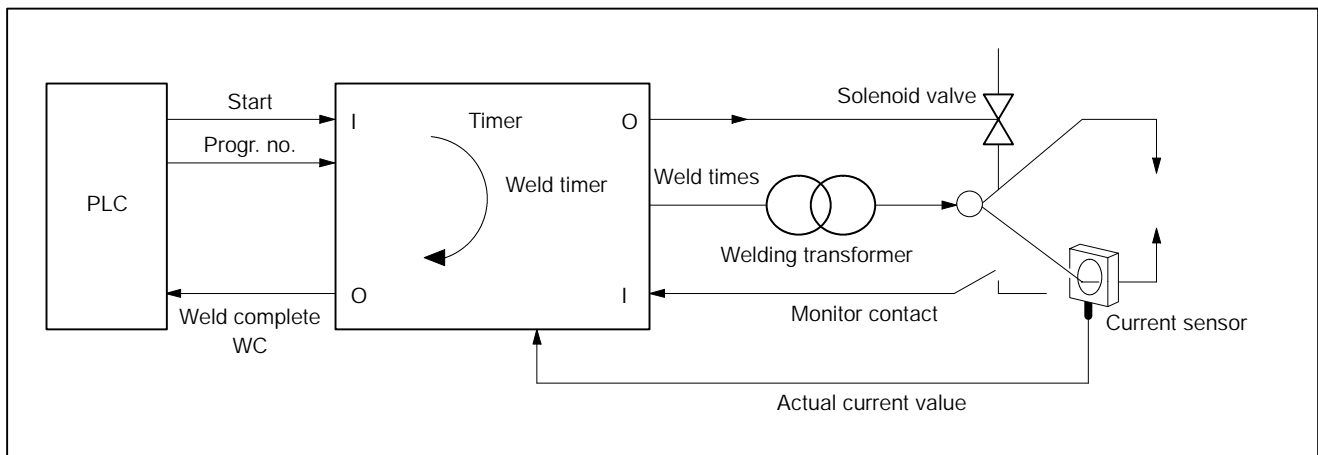 Start
Progr. no.
PLC
Weld complete
WC
I
Timer
O
Weld timer
O
I
Solenoid valve
Weld times
Welding transformer
Monitor contact
Current sensor
Actual current value